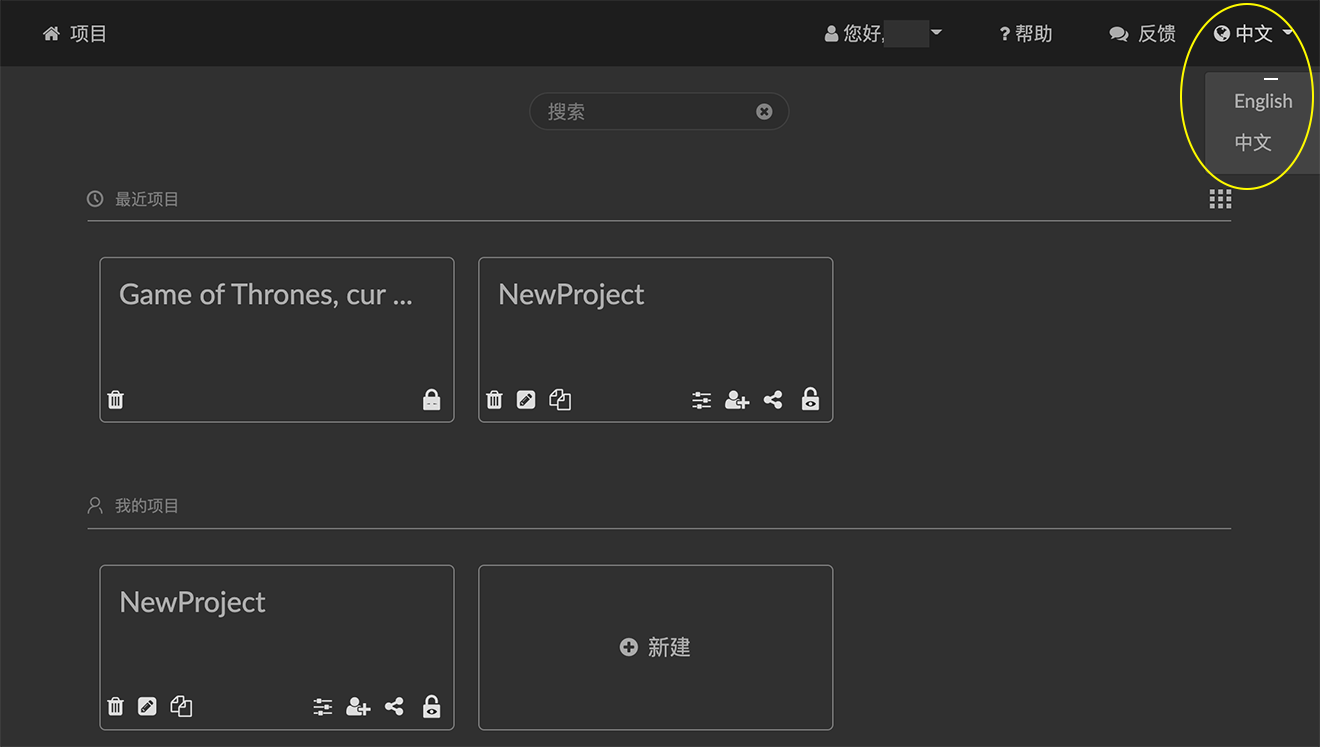 项目 您好, 帮助 反馈 中文
English
中文
搜索
最近项目
Game of Thrones, cur ... NewProject
我的项目
NewProject
新建